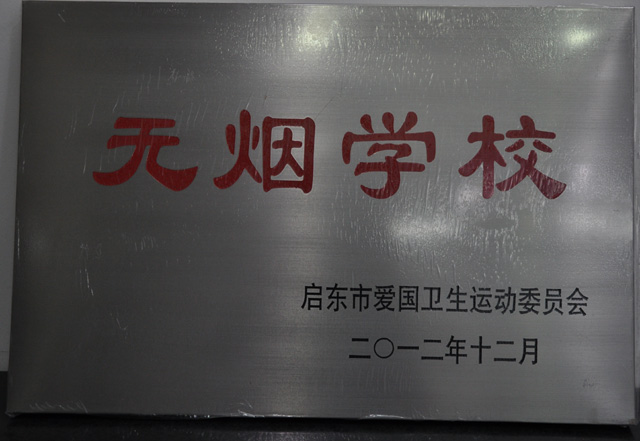 无烟学校
启东市爱国卫生运动委员会
二〇一二年十二月